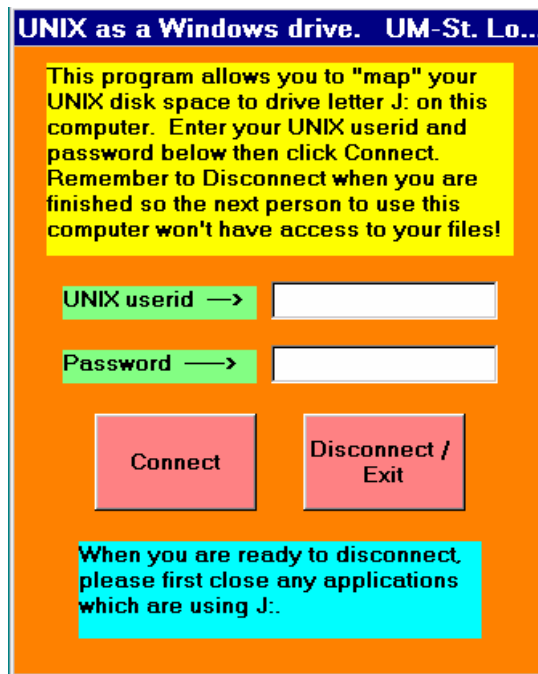 UNIX as a Windows drive. UM-St. Lo...
This program allows you to "map" your
UNIX disk space to drive letter J: on this
computer. Enter your UNIX userid and
password below then click Connect.
Remember to Disconnect when you are
finished so the next person to use this
computer won't have access to your files!
UNIX userid —>
Password ——>
Connect
Disconnect /
Exit
When you are ready to disconnect,
please first close any applications
which are using J:.